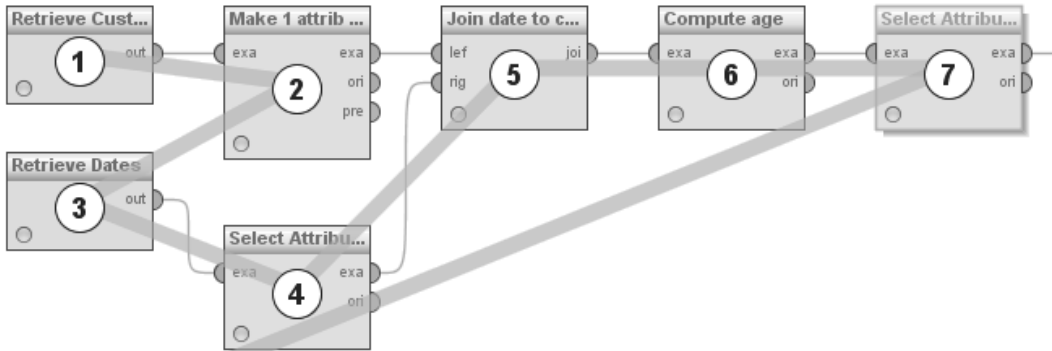 Retrieve Cust...
out
1
Make 1 attrib ...
exa
exa
ori
pre
2
Join date to c...
lef
rig
joi
5
Compute age
exa
exa
ori
6
Select Attribu...
exa
exa
ori
7
Retrieve Dates
out
3
Select Attribu...
exa
exa
ori
4